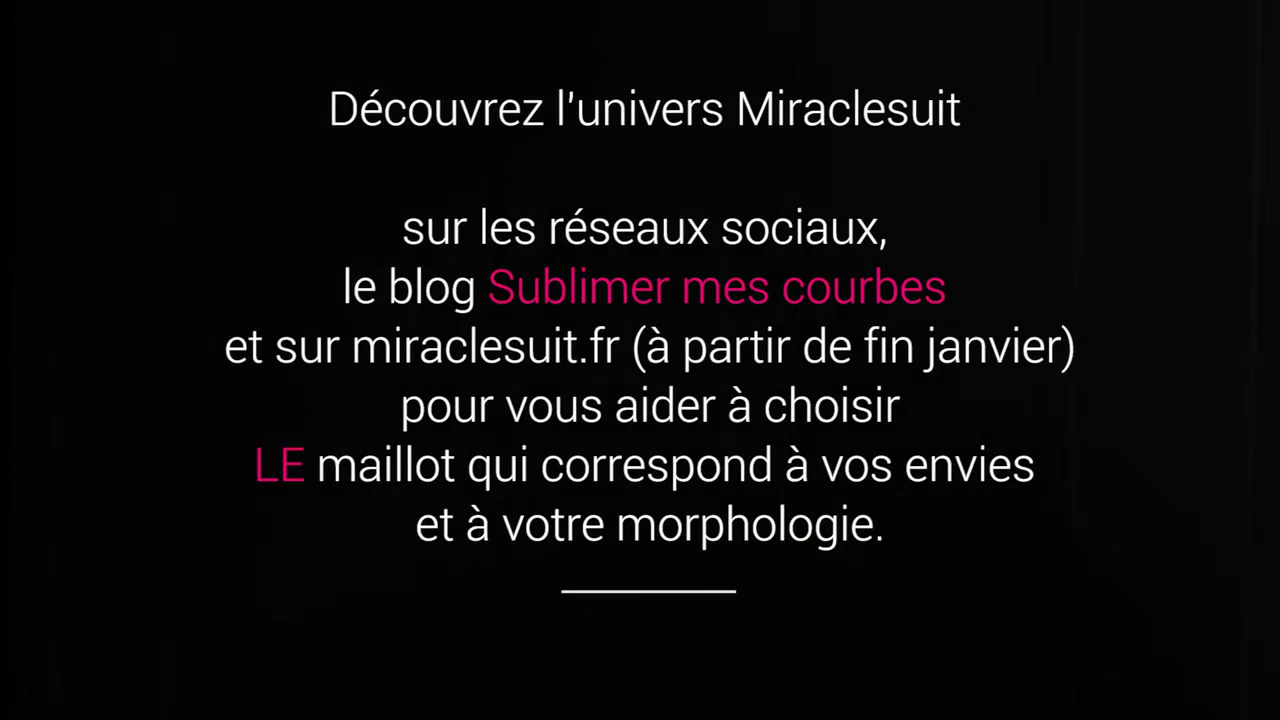 Découvrez l'univers Miraclesuit
sur les réseaux sociaux,
le blog Sublimer mes courbes
et sur miraclesuit.fr (à partir de fin janvier)
pour vous aider à choisir
LE maillot qui correspond à vos envies
et à votre morphologie.